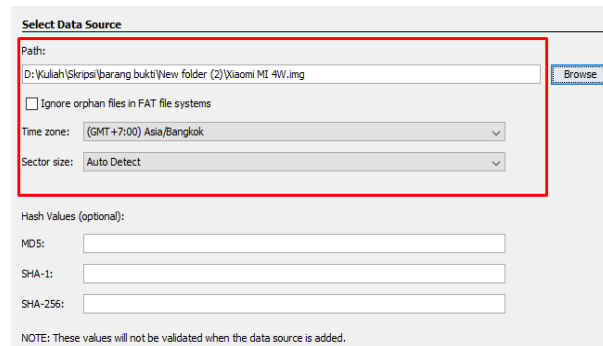 Select Data Source
Path:
D:\Kuliah\Skripsi\barang bukti\New folder (2)\Xiaomi MI 4W.img
Browse
Ignore orphan files in FAT file systems
Time zone: (GMT+7:00) Asia/Bangkok
Sector size: Auto Detect
Hash Values (optional):
MD5:
SHA-1:
SHA-256:
NOTE: These values will not be validated when the data source is added.